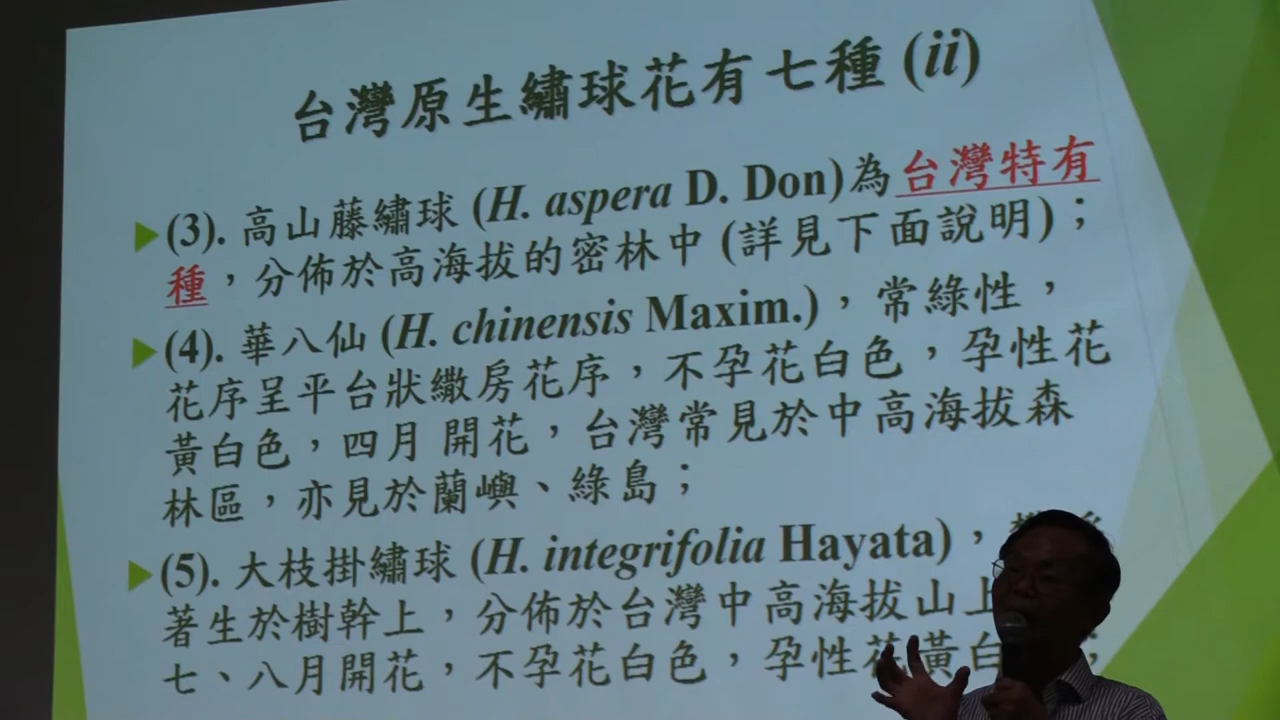 台灣原生繡球花有七種 (ii)
(3). 高山藤繡球 (H. aspera D. Don)為台灣特有
種，分佈於高海拔的密林中 (詳見下面說明)；
(4). 華八仙 (H. chinensis Maxim.)，常綠性，
花序呈平台狀繖房花序，不孕花白色，孕性花
黃白色，四月 開花，台灣常見於中高海拔森
林區，亦見於蘭嶼、綠島；
(5). 大枝掛繡球 (H. integrifolia Hayata)，
著生於樹幹上，分佈於台灣中高海拔山上
七、八月開花，不孕花白色，孕性花黃白；